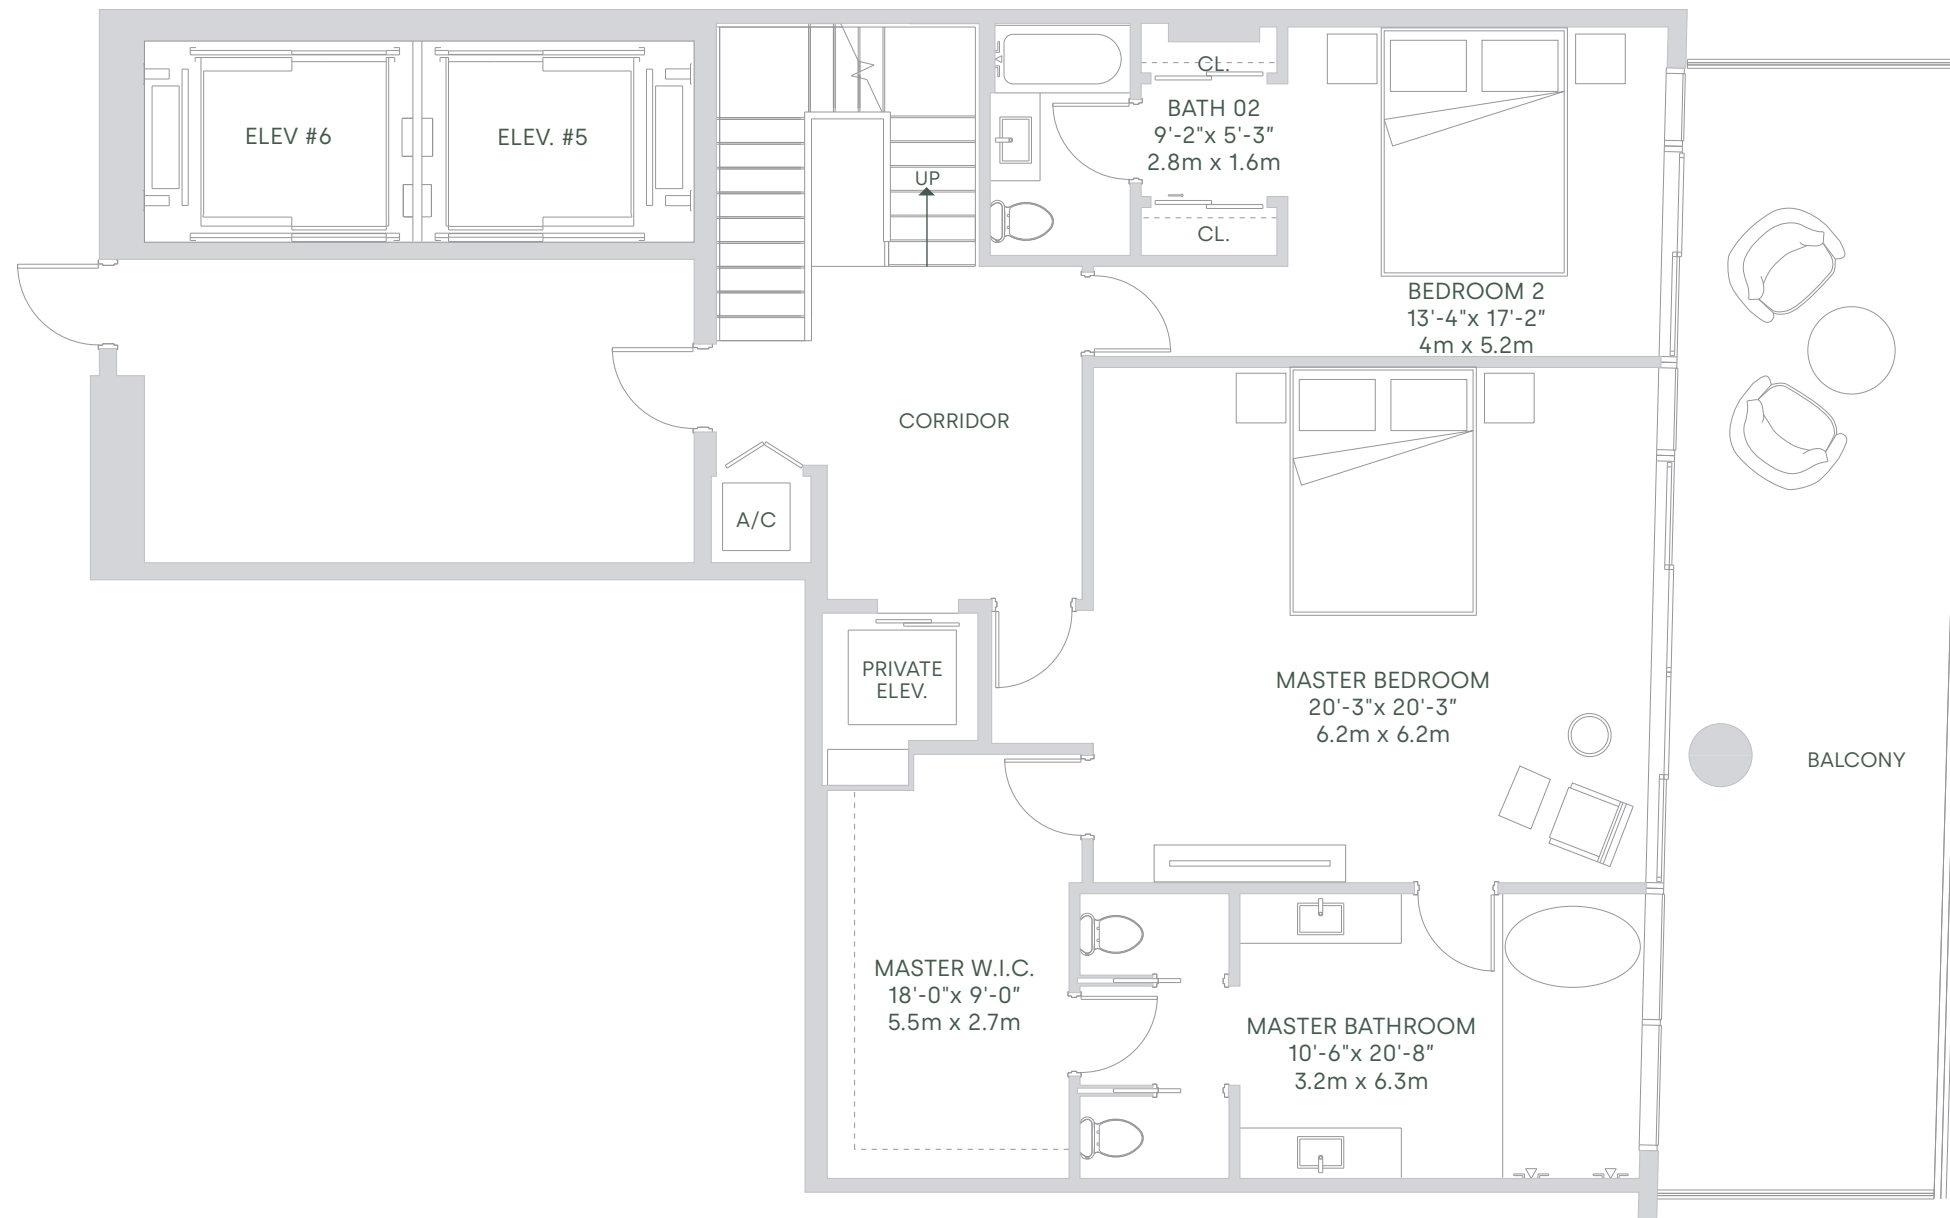 ELEV #6
ELEV. #5
UP
CL.
BATH 02
9'-2"x 5'-3"
2.8m x 1.6m
CL.
BEDROOM 2
13'-4"x 17'-2"
4m x 5.2m
CORRIDOR
A/C
PRIVATE
ELEV.
MASTER BEDROOM
20'-3"x 20'-3"
6.2m x 6.2m
BALCONY
MASTER W.I.C.
18'-0"x 9'-0"
5.5m x 2.7m
MASTER BATHROOM
10'-6"x 20'-8"
3.2m x 6.3m